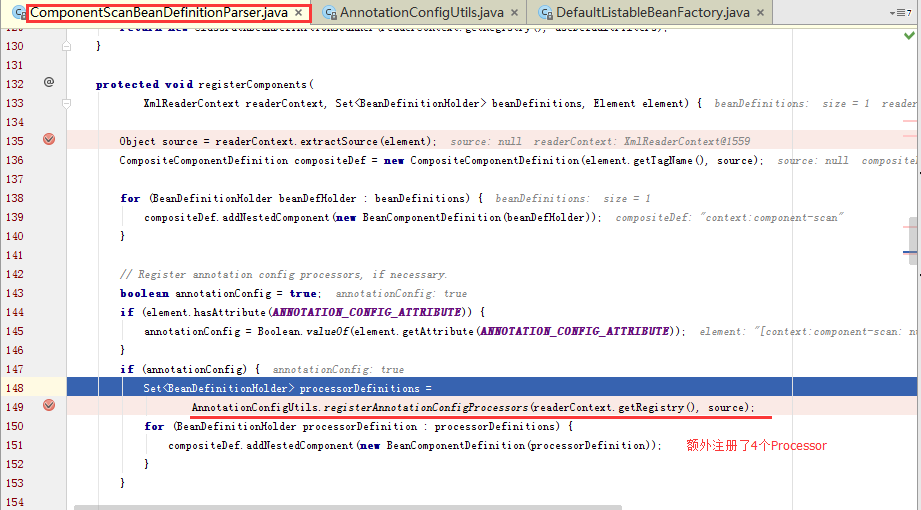 ComponentScanBeanDefinitionParser.java × AnnotationConfigUtils.java × DefaultListableBeanFactory.java ×
130 }
131
132 @ protected void registerComponents(
133 XmlReaderContext readerContext, Set<BeanDefinitionHolder> beanDefinitions, Element element) { beanDefinitions: size = 1 reader
134
135 Object source = readerContext.extractSource(element); source: null readerContext: XmlReaderContext@1559
136 CompositeComponentDefinition compositeDef = new CompositeComponentDefinition(element.getTagName(), source); source: null composite
137
138 for (BeanDefinitionHolder beanDefHolder : beanDefinitions) { beanDefinitions: size = 1
139 compositeDef.addNestedComponent(new BeanComponentDefinition(beanDefHolder)); compositeDef: "context:component-scan"
140 }
141
142 // Register annotation config processors, if necessary.
143 boolean annotationConfig = true; annotationConfig: true
144 if (element.hasAttribute(ANNOTATION_CONFIG_ATTRIBUTE)) {
145 annotationConfig = Boolean.valueOf(element.getAttribute(ANNOTATION_CONFIG_ATTRIBUTE)); element: "[context:component-scan: n
146 }
147 if (annotationConfig) { annotationConfig: true
148 Set<BeanDefinitionHolder> processorDefinitions =
149 AnnotationConfigUtils.registerAnnotationConfigProcessors(readerContext.getRegistry(), source);
150 for (BeanDefinitionHolder processorDefinition : processorDefinitions) {
151 compositeDef.addNestedComponent(new BeanComponentDefinition(processorDefinition)); 额外注册了4个Processor
152 }
153 }
154